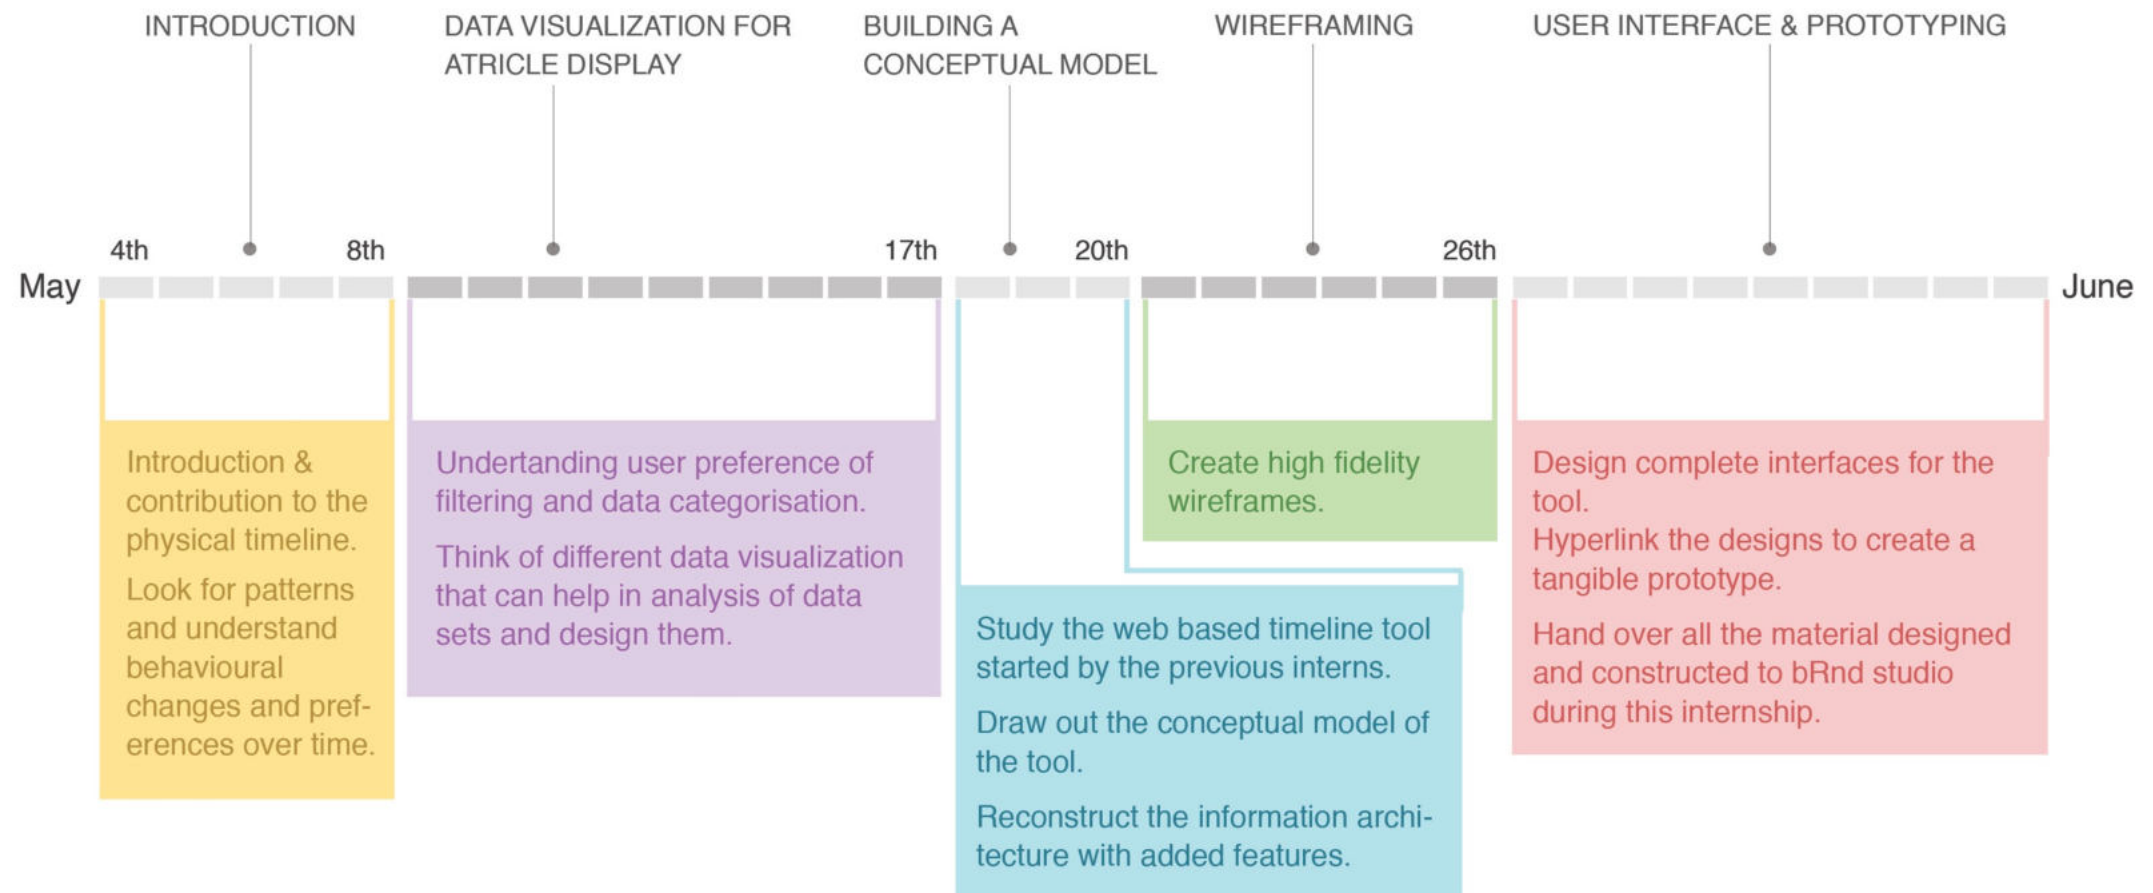 INTRODUCTION
DATA VISUALIZATION FOR
ATRICLE DISPLAY
BUILDING A
CONCEPTUAL MODEL
WIREFRAMING
USER INTERFACE & PROTOTYPING
4th
8th
17th
20th
26th
May
June
Introduction &
contribution to the
physical timeline.
Look for patterns
and understand
behavioural
changes and pref-
erences over time.
Undertanding user preference of
filtering and data categorisation.
Think of different data visualization
that can help in analysis of data
sets and design them.
Study the web based timeline tool
started by the previous interns.
Draw out the conceptual model of
the tool.
Reconstruct the information archi-
tecture with added features.
Create high fidelity
wireframes.
Design complete interfaces for the
tool.
Hyperlink the designs to create a
tangible prototype.
Hand over all the material designed
and constructed to bRnd studio
during this internship.